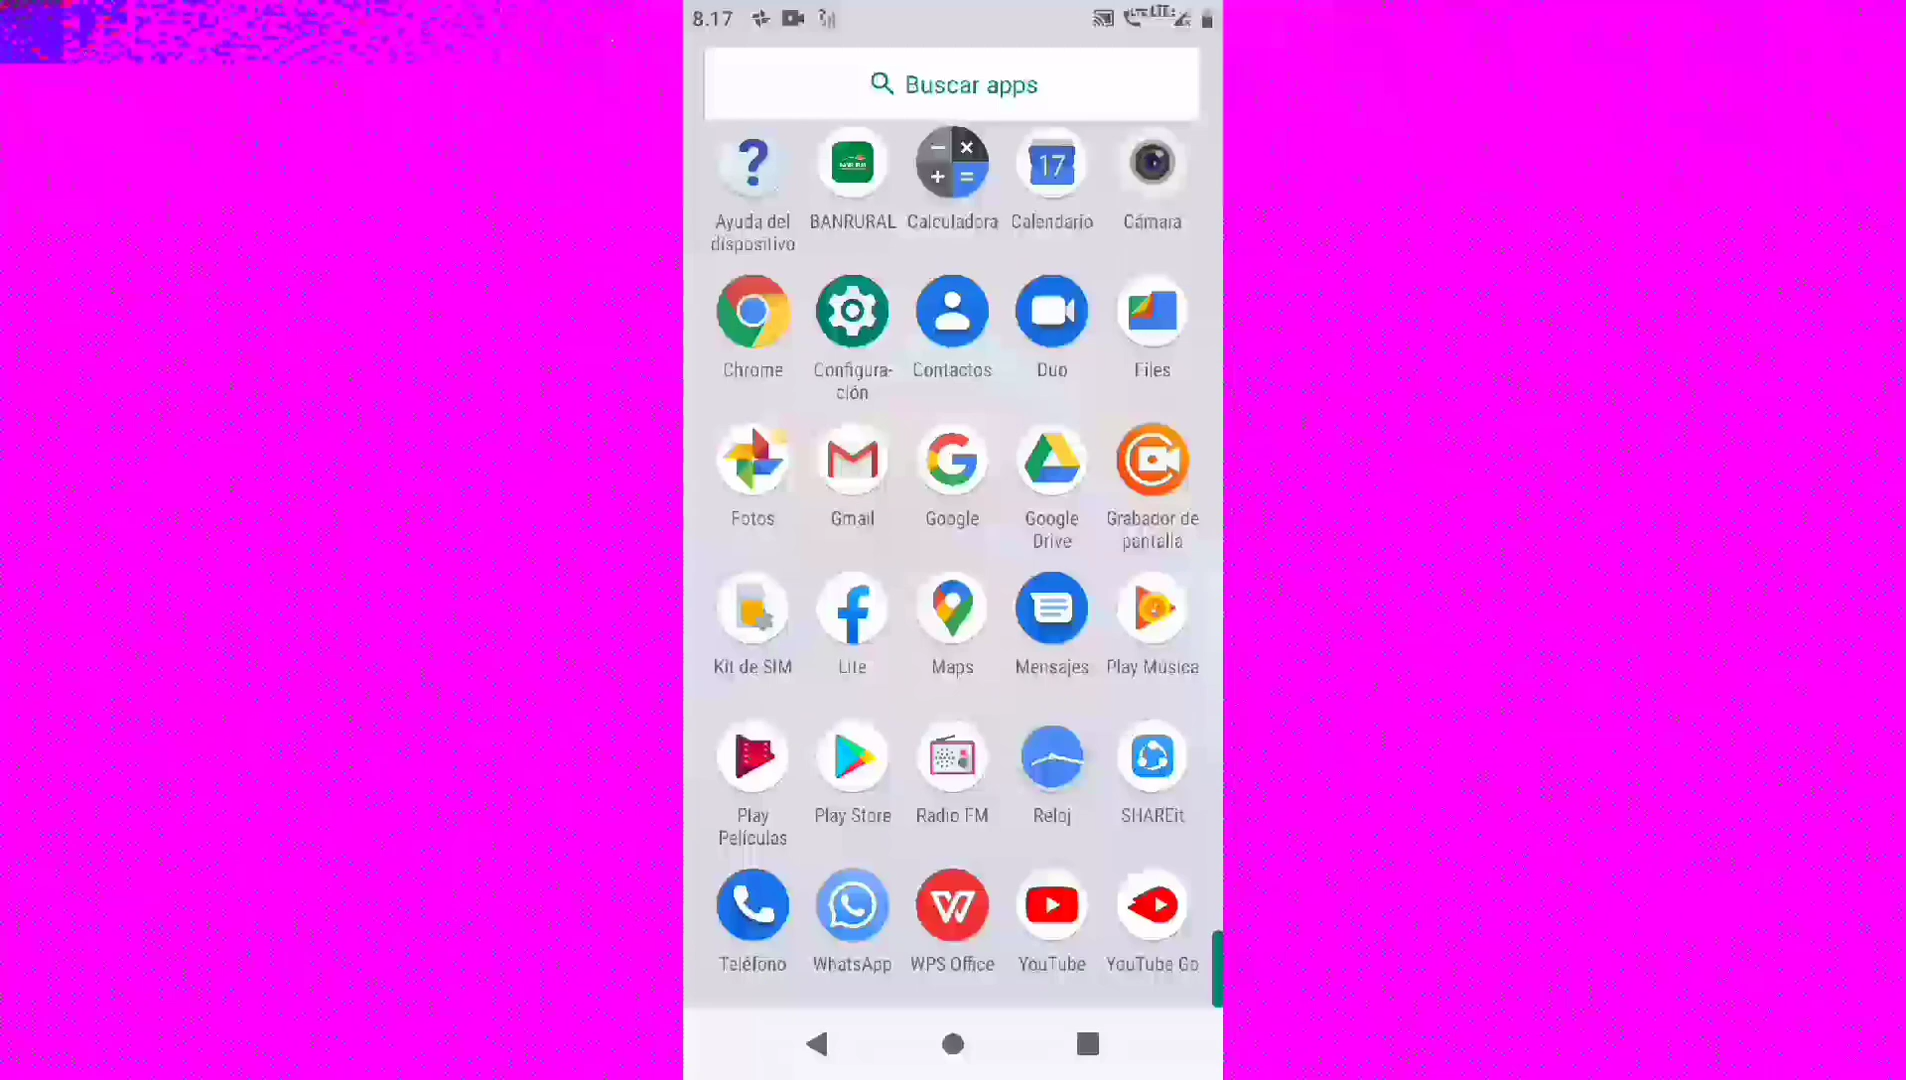 8.17
Buscar apps
17
Ayuda del
dispositivo
BANRURAL
Calculadora
Calendario
Cámara
Chrome
Configura-
ción
Contactos
Duo
Files
Fotos
Gmail
Google
Google
Drive
Grabador de
pantalla
Kit de SIM
Lite
Maps
Mensajes
Play Música
Play
Películas
Play Store
Radio FM
Reloj
SHAREit
Teléfono
WhatsApp
WPS Office
YouTube
YouTube Go